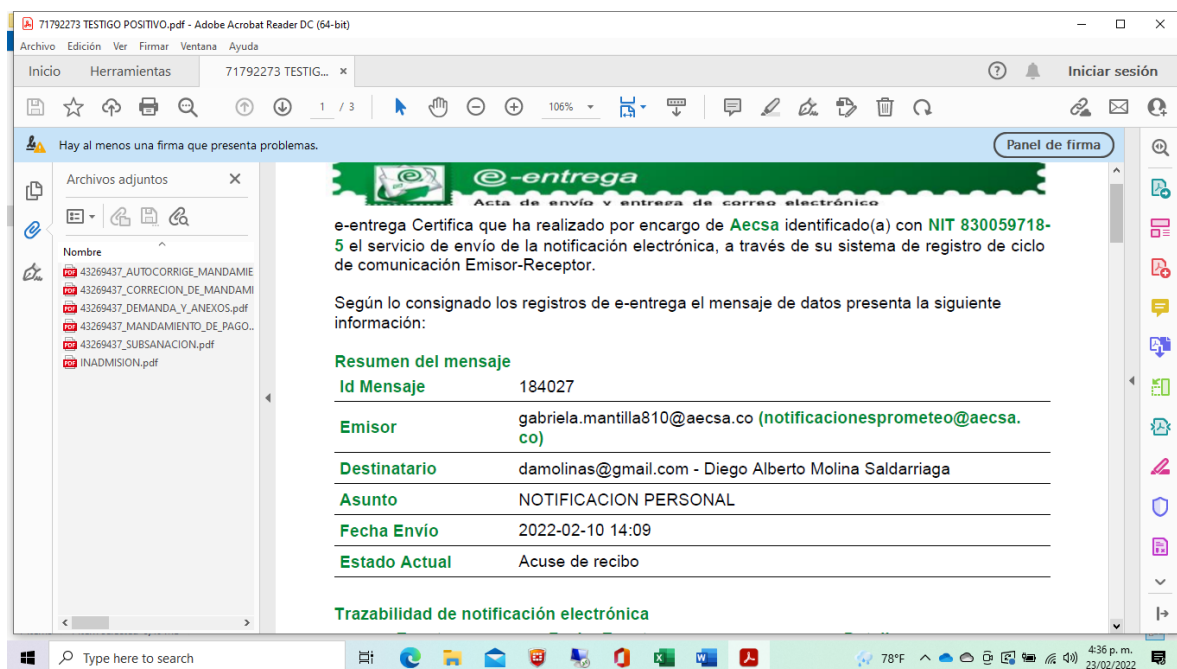 71792273 TESTIGO POSITIVO.pdf - Adobe Acrobat Reader DC (64-bit)
Archivo Edición Ver Firmar Ventana Ayuda
Inicio Herramientas 71792273 TESTIG... ×
Iniciar sesión
1 / 3 106%
Hay al menos una firma que presenta problemas.
Panel de firma
Archivos adjuntos
Nombre
43269437_AUTOCORRIGE_MANDAMIE
43269437_CORRECION_DE_MANDAMI
43269437_DEMANDA_Y_ANEXOS.pdf
43269437_MANDAMIENTO_DE_PAGO..
43269437_SUBSANACION.pdf
INADMISION.pdf
@-entrega
Acta de envío y entrega de correo electrónico
e-entrega Certifica que ha realizado por encargo de Aecsa identificado(a) con NIT 830059718-
5 el servicio de envío de la notificación electrónica, a través de su sistema de registro de ciclo
de comunicación Emisor-Receptor.
Según lo consignado los registros de e-entrega el mensaje de datos presenta la siguiente
información:
Resumen del mensaje
Id Mensaje 184027
Emisor gabriela.mantilla810@aecsa.co (notificacionesprometeo@aecsa.
co)
Destinatario damolinas@gmail.com - Diego Alberto Molina Saldarriaga
Asunto NOTIFICACION PERSONAL
Fecha Envío 2022-02-10 14:09
Estado Actual Acuse de recibo
Trazabilidad de notificación electrónica
Type here to search
78°F
4:36 p. m.
23/02/2022